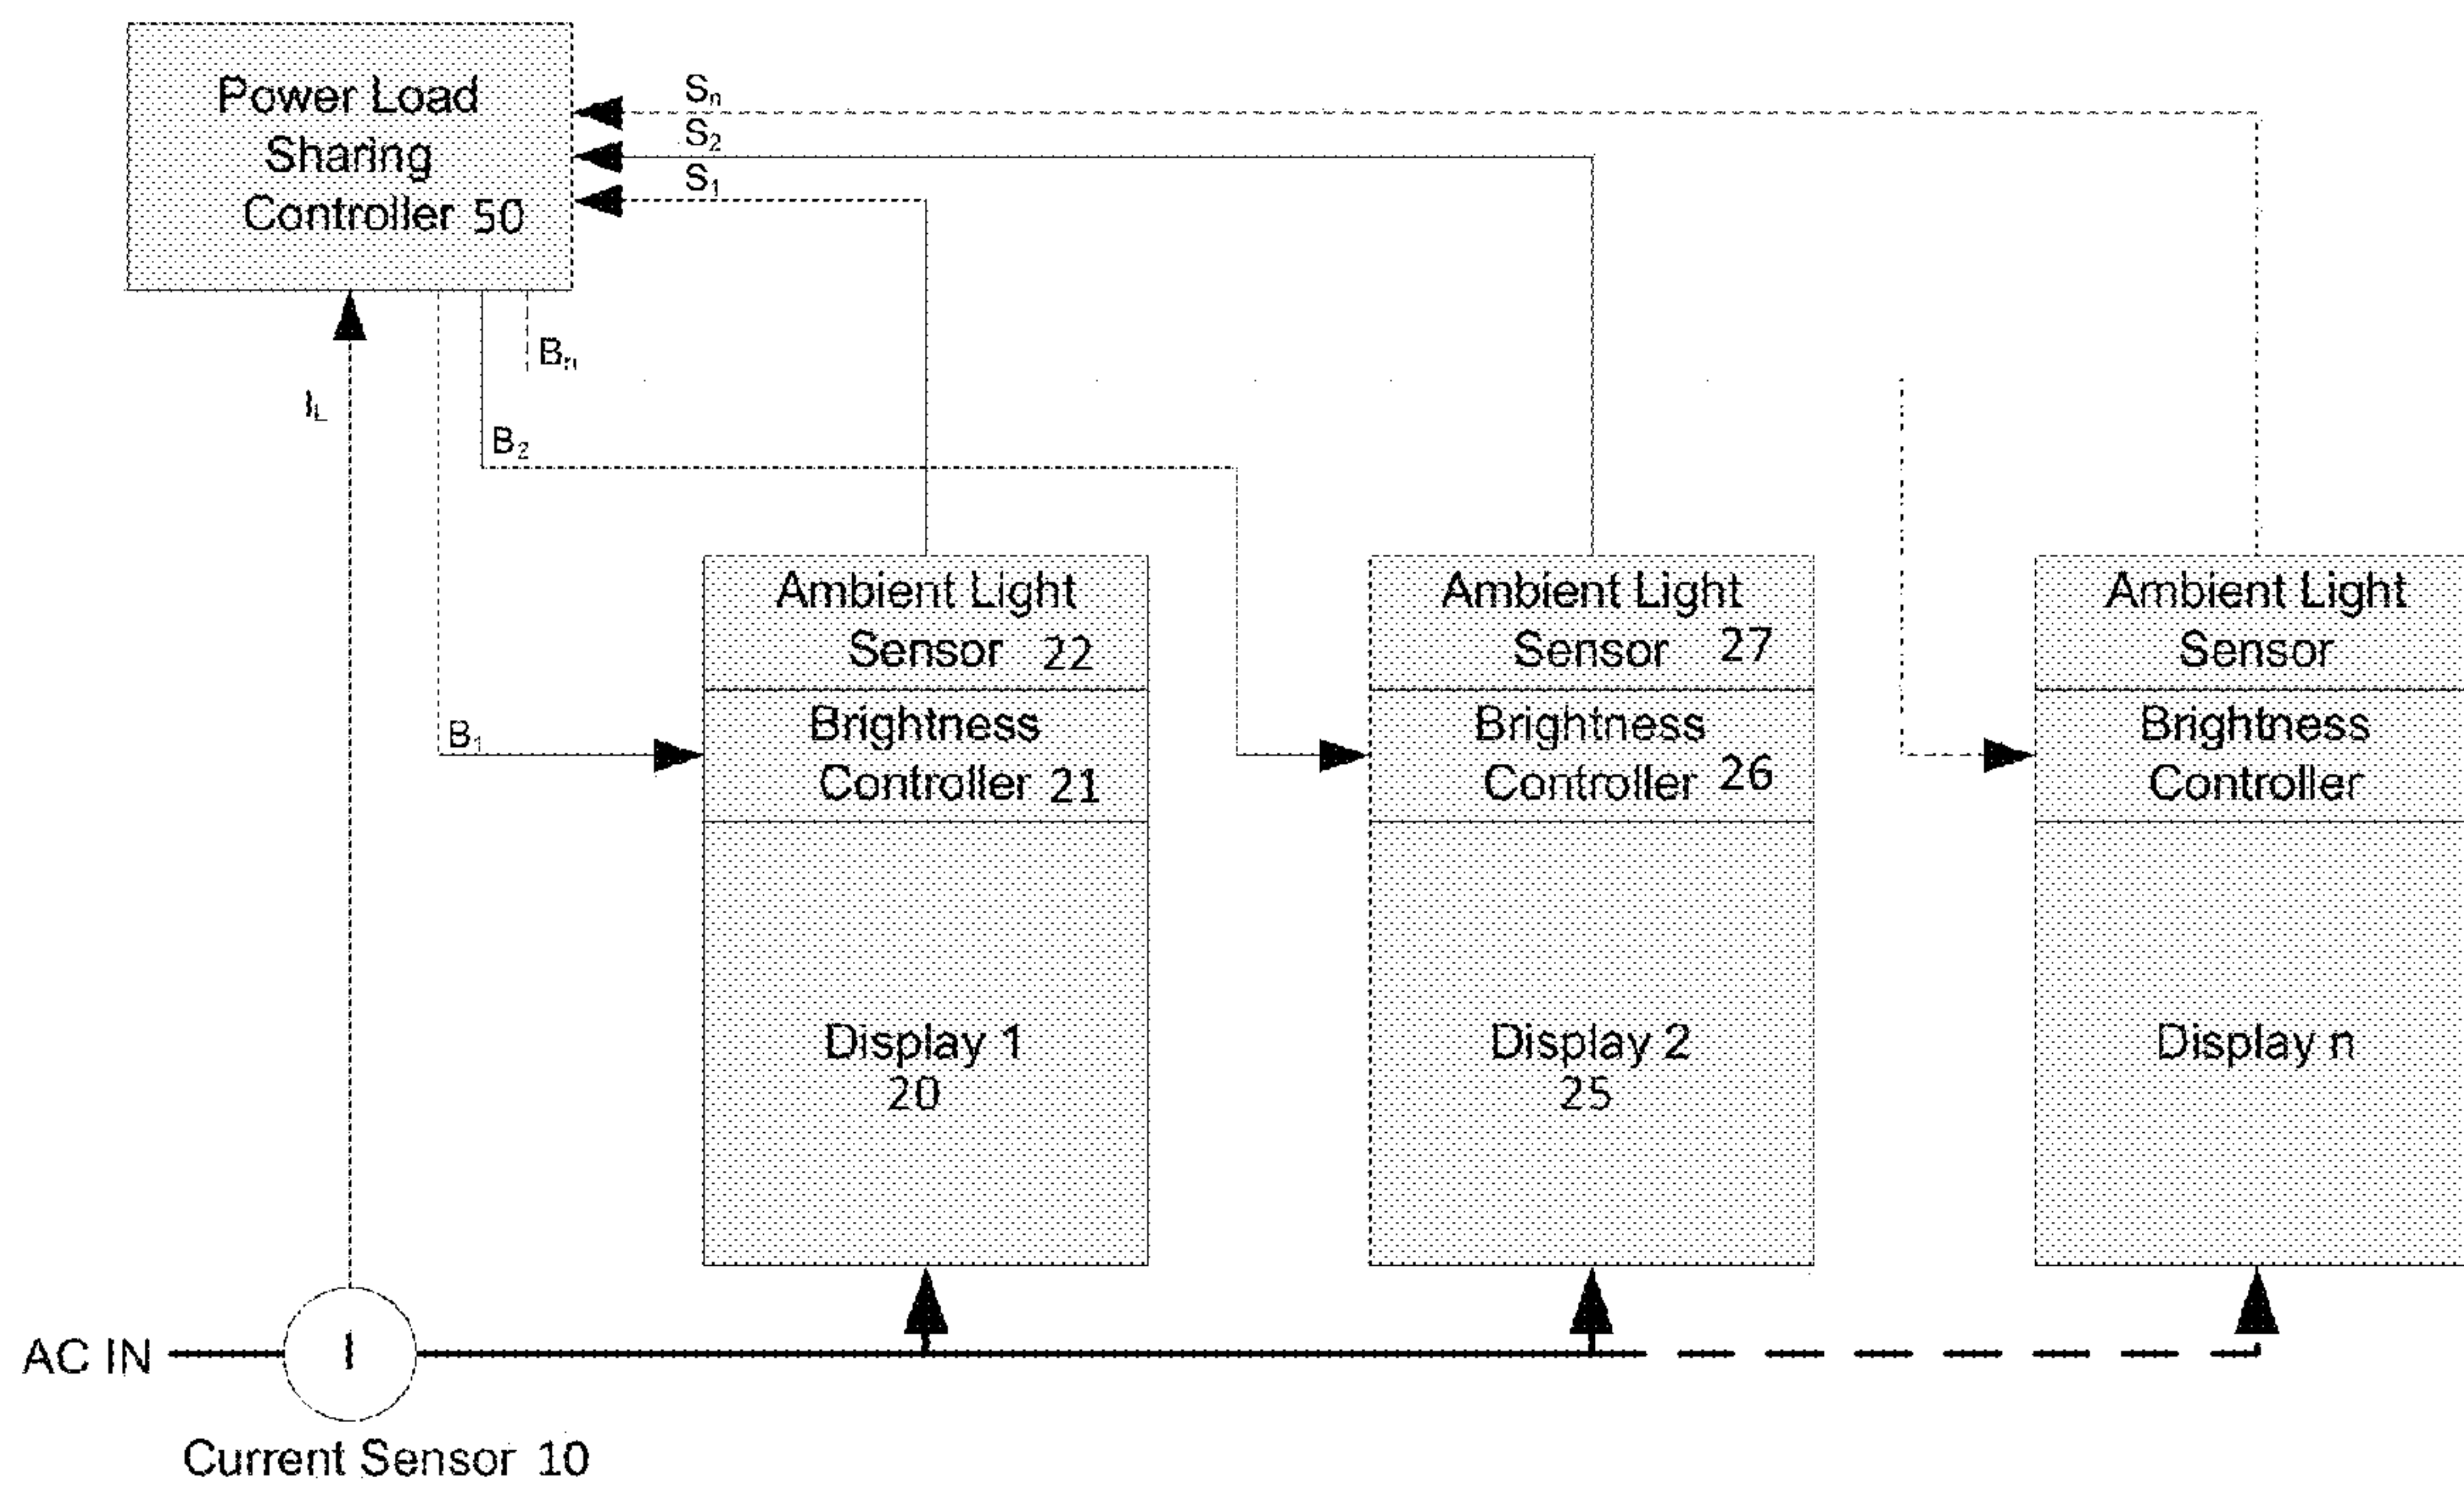 Power Load
Sharing
Controller 50
Sn
S2
S1
Bn
IL
B2
B1
Ambient Light
Sensor 22
Brightness
Controller 21
Display 1
20
Ambient Light
Sensor 27
Brightness
Controller 26
Display 2
25
Ambient Light
Sensor
Brightness
Controller
Display n
AC IN
I
Current Sensor 10